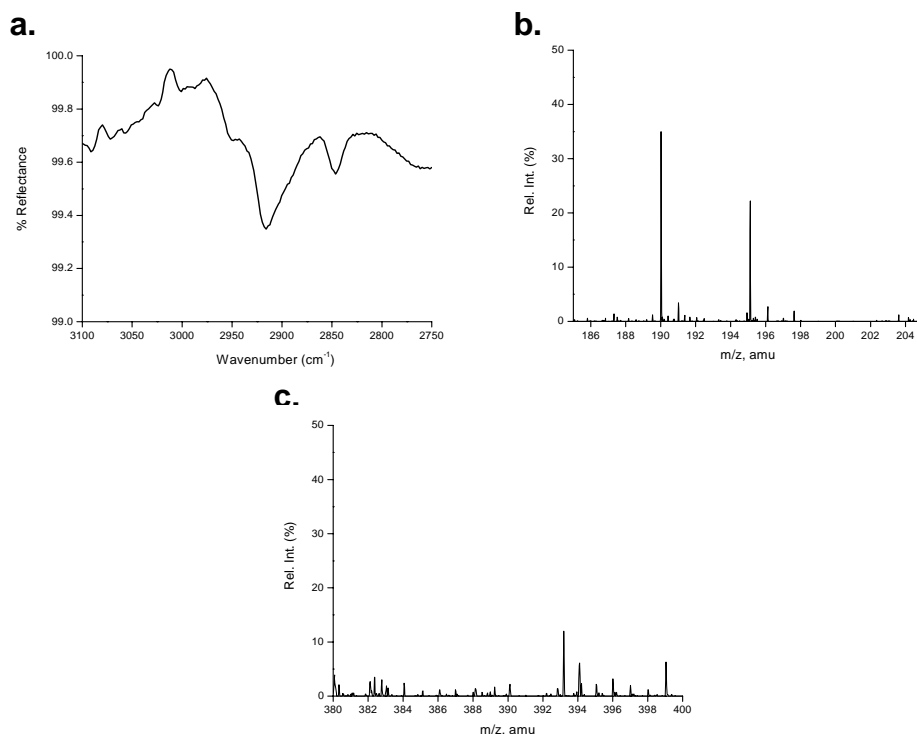 a.
100.0
99.8
99.6
99.4
99.2
99.0
% Reflectance
3100 3050 3000 2950 2900 2850 2800 2750
Wavenumber (cm-1)
b.
50
40
30
20
10
0
Rel. Int. (%)
186 188 190 192 194 196 198 200 202 204
m/z, amu
c.
50
40
30
20
10
0
Rel. Int. (%)
380 382 384 386 388 390 392 394 396 398 400
m/z, amu